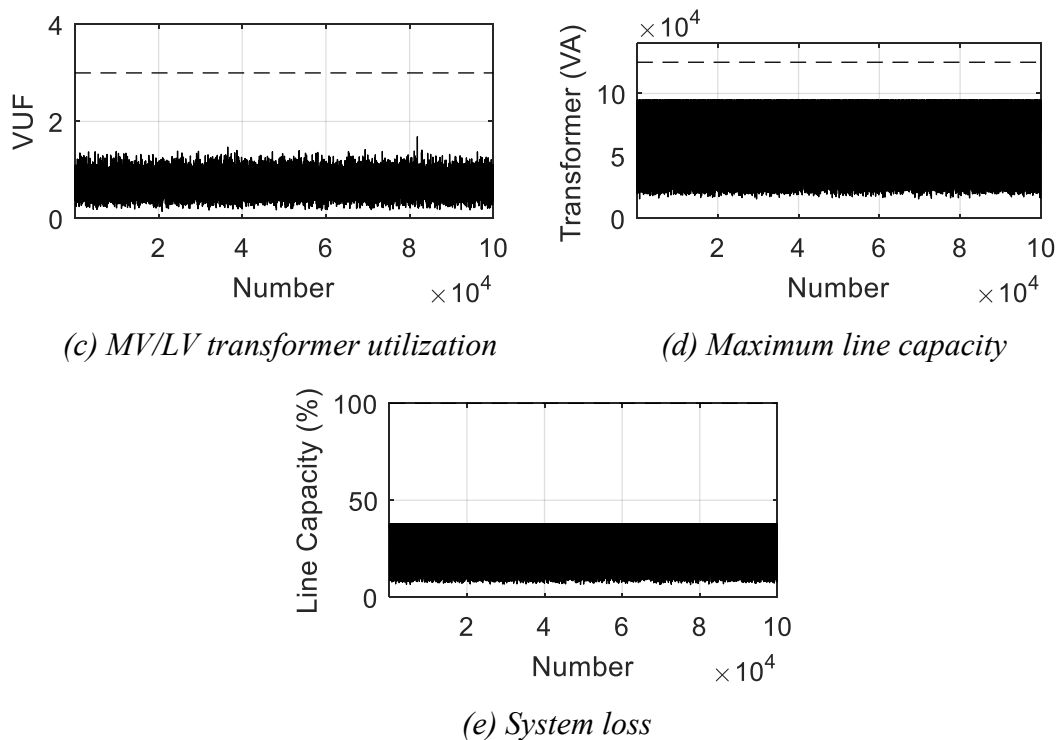 4
2
0
VUF
2 4 6 8 10
Number
×10^4
(c) MV/LV transformer utilization
×10^4
10
5
0
Transformer (VA)
2 4 6 8 10
Number
×10^4
(d) Maximum line capacity
100
50
0
Line Capacity (%)
2 4 6 8 10
Number
×10^4
(e) System loss